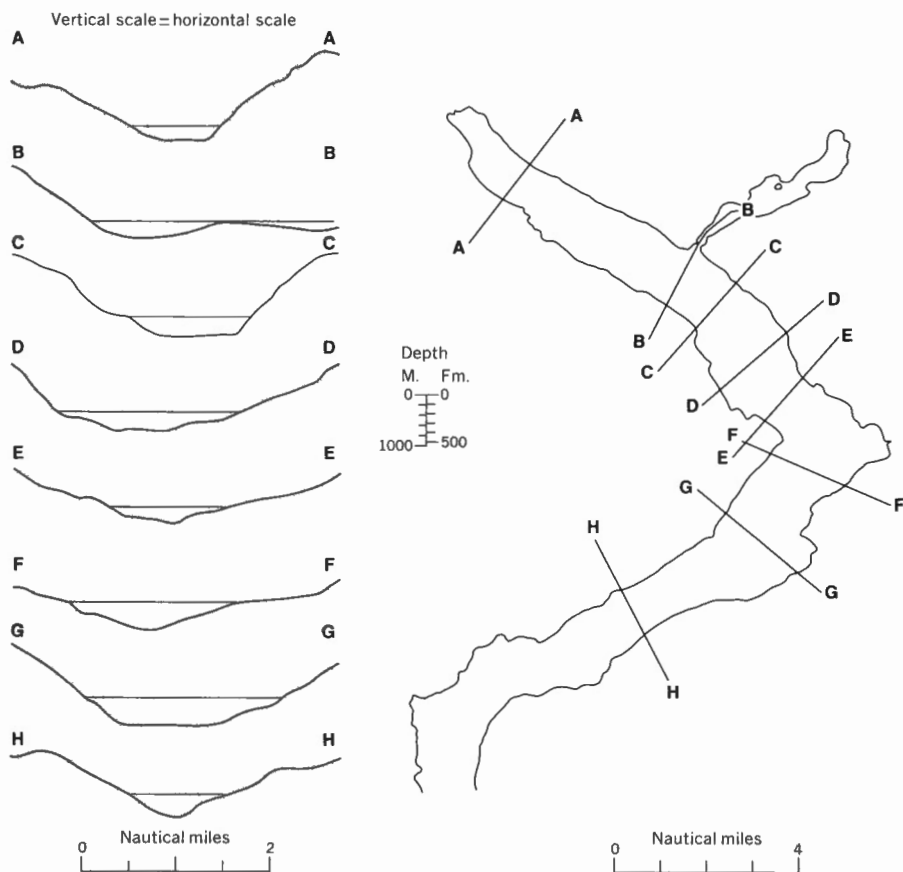 Vertical scale = horizontal scale
A A
B B
C C
D D
E E
F F
G G
H H
0 2
Nautical miles
Depth
M. Fm.
0 0
1000 500
A
A
B
B
C
C
D
D
E
E
F
F
G
G
H
H
0 4
Nautical miles